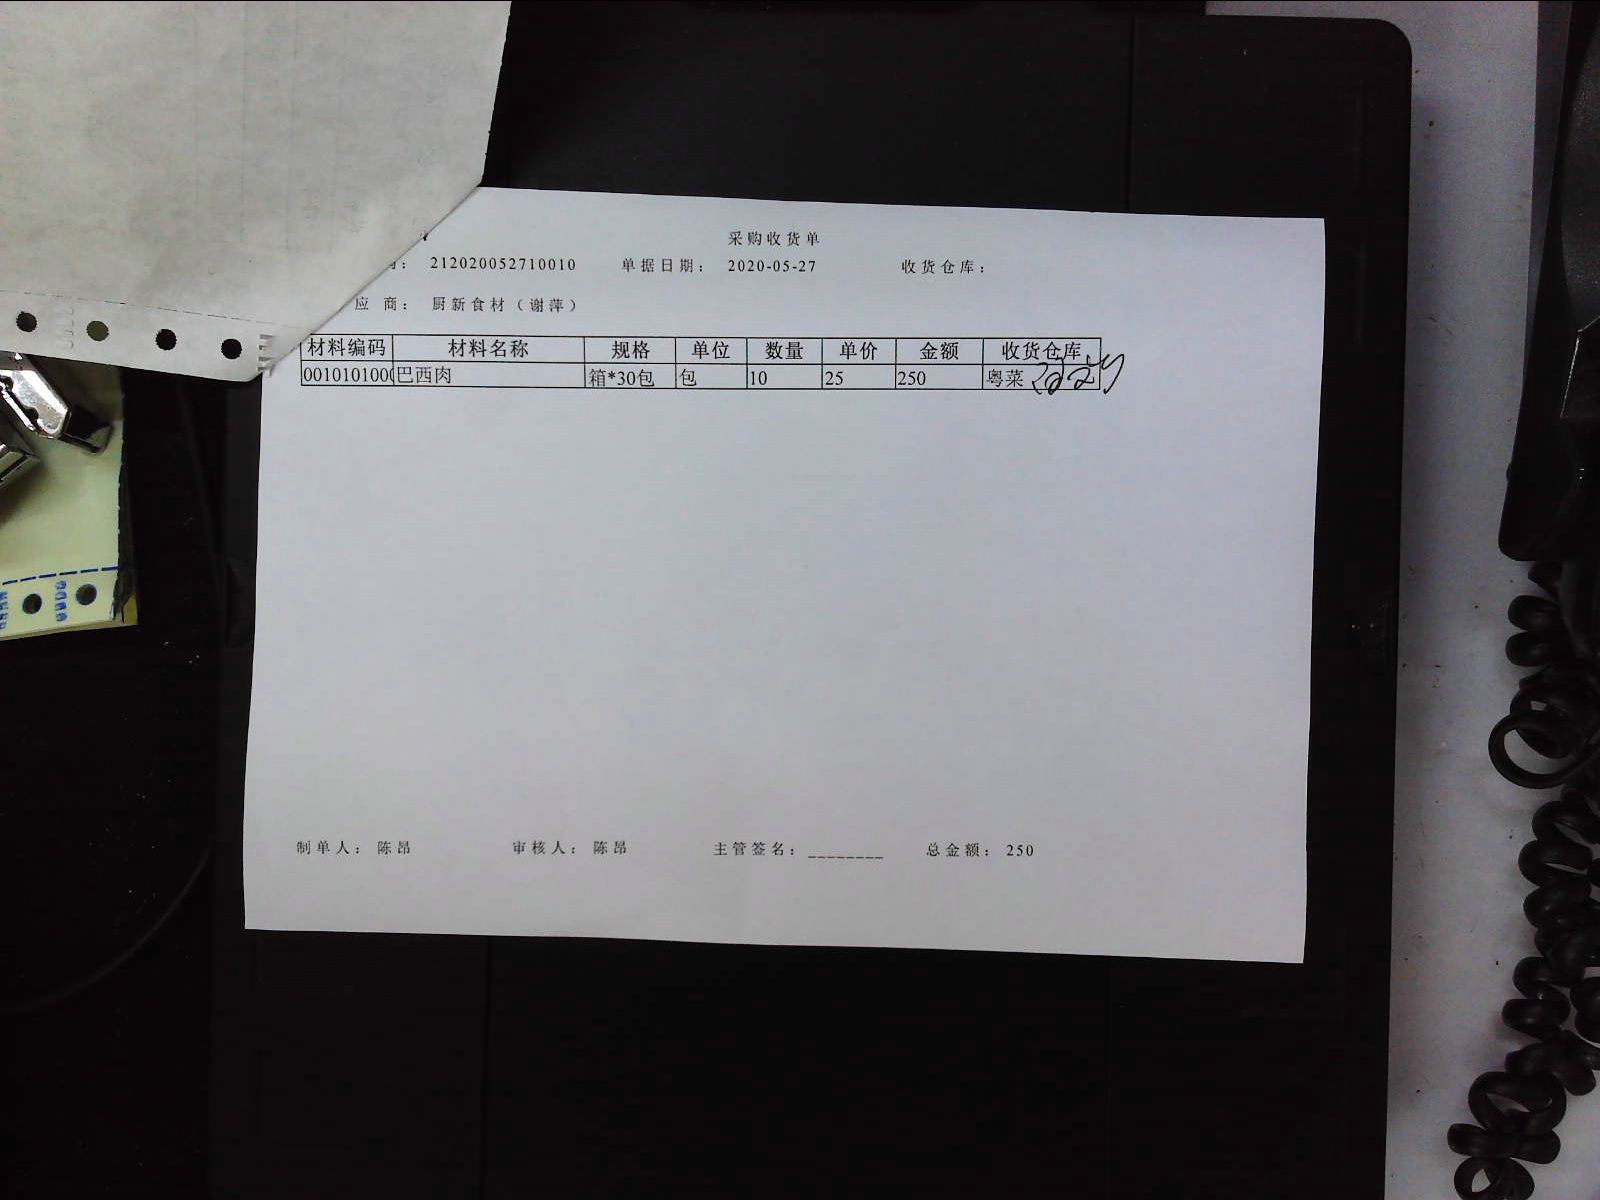 采购收货单
：212020052710010 单据日期：2020-05-27 收货仓库：
应商：厨新食材（谢萍）
材料编码 材料名称 规格 单位 数量 单价 金额 收货仓库
001010100 巴西肉 箱*30包 包 10 25 250 粤菜
制单人：陈昂 审核人：陈昂 主管签名：________ 总金额：250